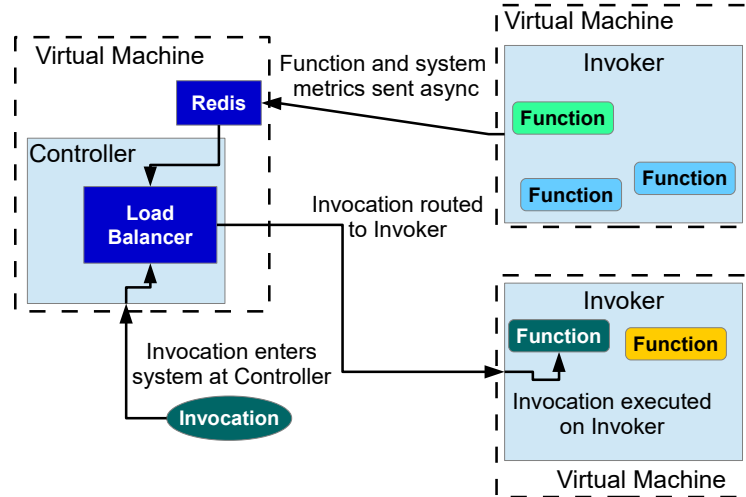 Virtual Machine
Redis
Controller
Load
Balancer
Function and system
metrics sent async
Virtual Machine
Invoker
Function
Function
Function
Invocation routed
to Invoker
Invocation enters
system at Controller
Invocation
Invoker
Function
Function
Invocation executed
on Invoker
Virtual Machine